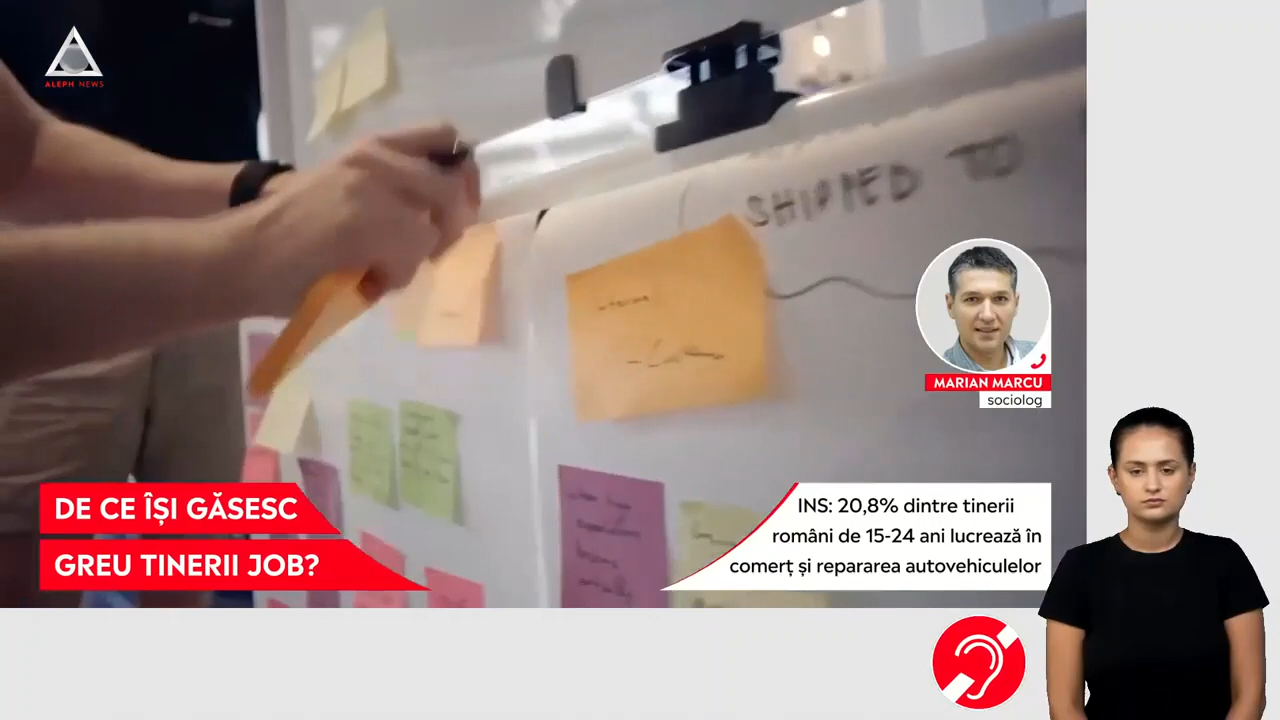 ALEPH NEWS
SHIPPED TO
MARIAN MARCU
sociolog
DE CE ÎȘI GĂSESC
GREU TINERII JOB?
INS: 20,8% dintre tinerii
români de 15-24 ani lucrează în
comerț și repararea autovehiculelor